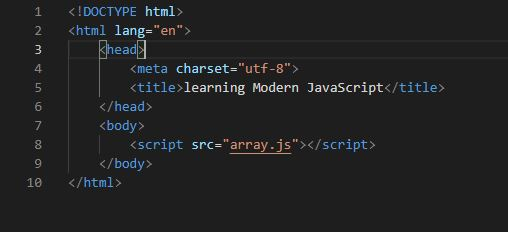 1 <!DOCTYPE html>
2 <html lang="en">
3     <head>
4         <meta charset="utf-8">
5         <title>learning Modern JavaScript</title>
6     </head>
7     <body>
8         <script src="array.js"></script>
9     </body>
10 </html>